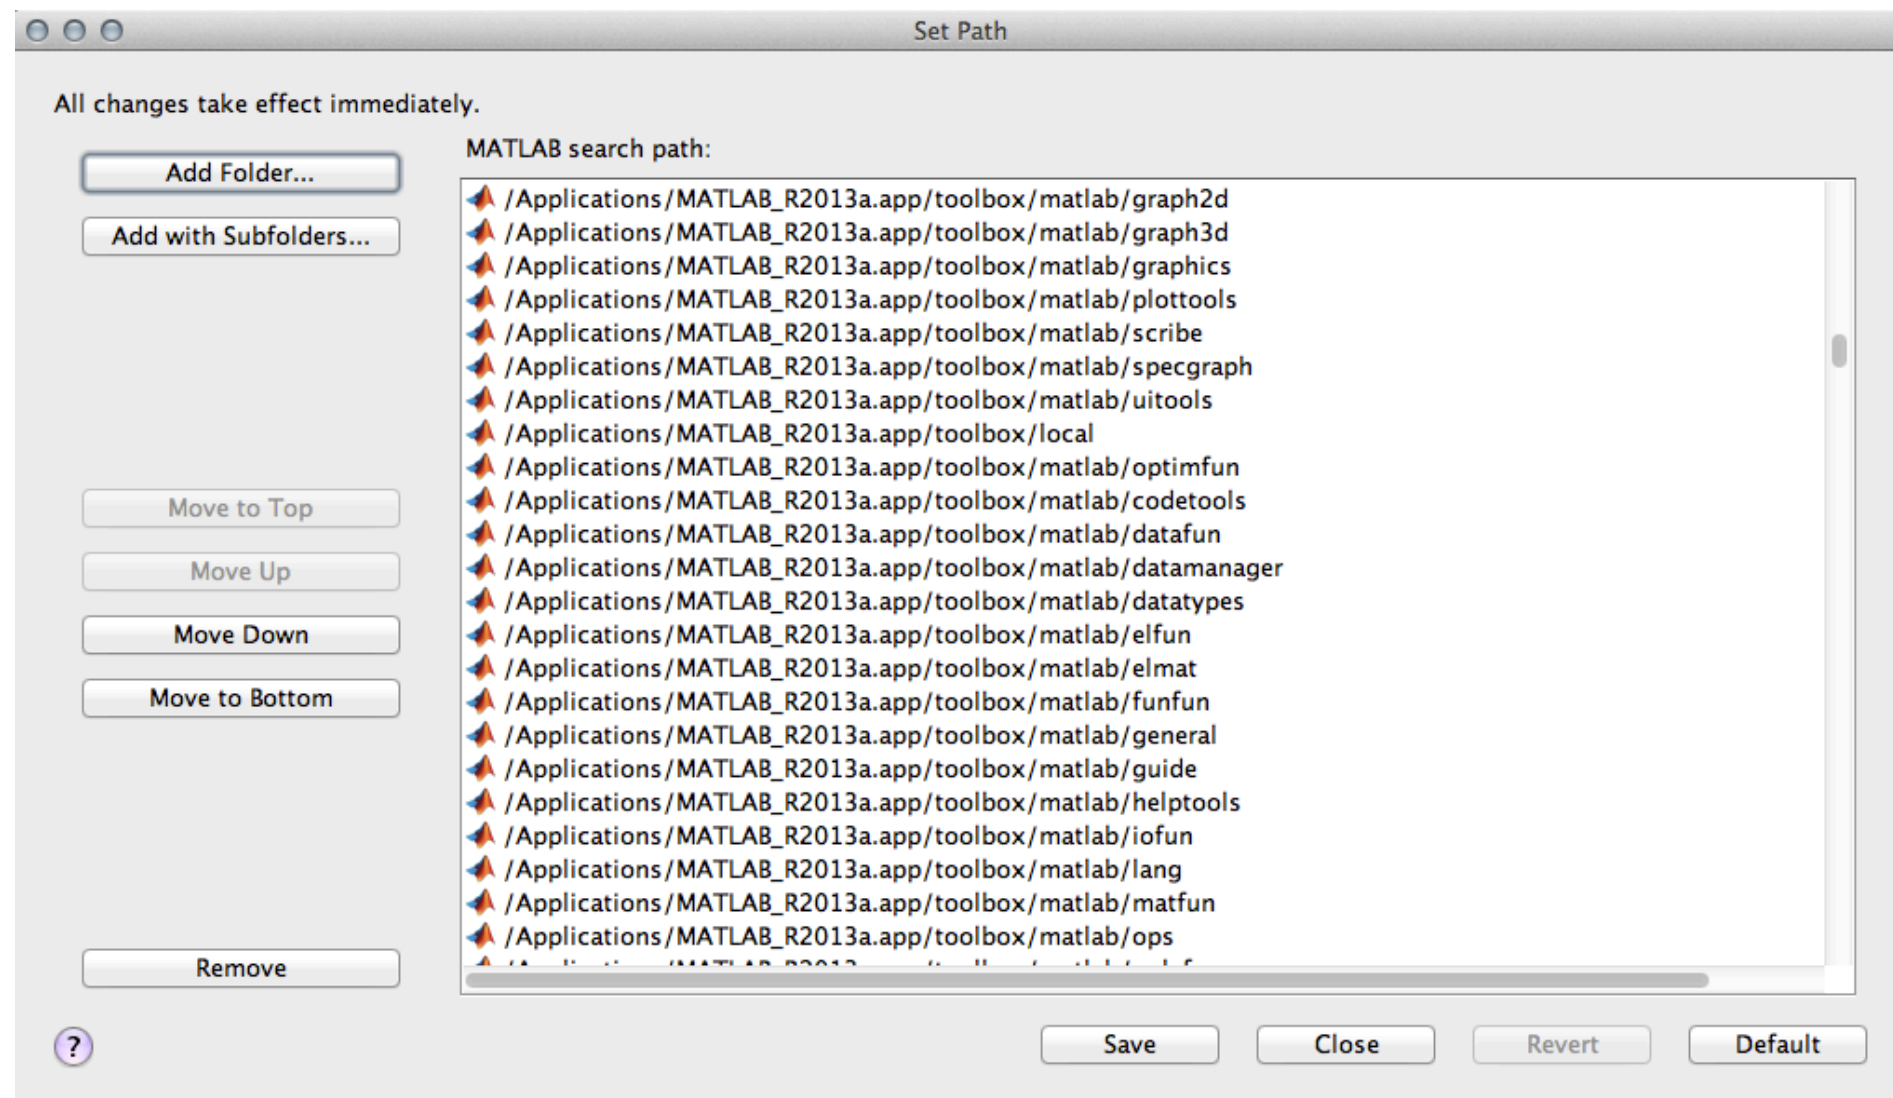 Set Path
All changes take effect immediately.
MATLAB search path:
Add Folder...
Add with Subfolders...
Move to Top
Move Up
Move Down
Move to Bottom
Remove
/Applications/MATLAB_R2013a.app/toolbox/matlab/graph2d
/Applications/MATLAB_R2013a.app/toolbox/matlab/graph3d
/Applications/MATLAB_R2013a.app/toolbox/matlab/graphics
/Applications/MATLAB_R2013a.app/toolbox/matlab/plottools
/Applications/MATLAB_R2013a.app/toolbox/matlab/scribe
/Applications/MATLAB_R2013a.app/toolbox/matlab/specgraph
/Applications/MATLAB_R2013a.app/toolbox/matlab/uitools
/Applications/MATLAB_R2013a.app/toolbox/local
/Applications/MATLAB_R2013a.app/toolbox/matlab/optimfun
/Applications/MATLAB_R2013a.app/toolbox/matlab/codetools
/Applications/MATLAB_R2013a.app/toolbox/matlab/datafun
/Applications/MATLAB_R2013a.app/toolbox/matlab/datamanager
/Applications/MATLAB_R2013a.app/toolbox/matlab/datatypes
/Applications/MATLAB_R2013a.app/toolbox/matlab/elfun
/Applications/MATLAB_R2013a.app/toolbox/matlab/elmat
/Applications/MATLAB_R2013a.app/toolbox/matlab/funfun
/Applications/MATLAB_R2013a.app/toolbox/matlab/general
/Applications/MATLAB_R2013a.app/toolbox/matlab/guide
/Applications/MATLAB_R2013a.app/toolbox/matlab/helptools
/Applications/MATLAB_R2013a.app/toolbox/matlab/iofun
/Applications/MATLAB_R2013a.app/toolbox/matlab/lang
/Applications/MATLAB_R2013a.app/toolbox/matlab/matfun
/Applications/MATLAB_R2013a.app/toolbox/matlab/ops
?
Save
Close
Revert
Default